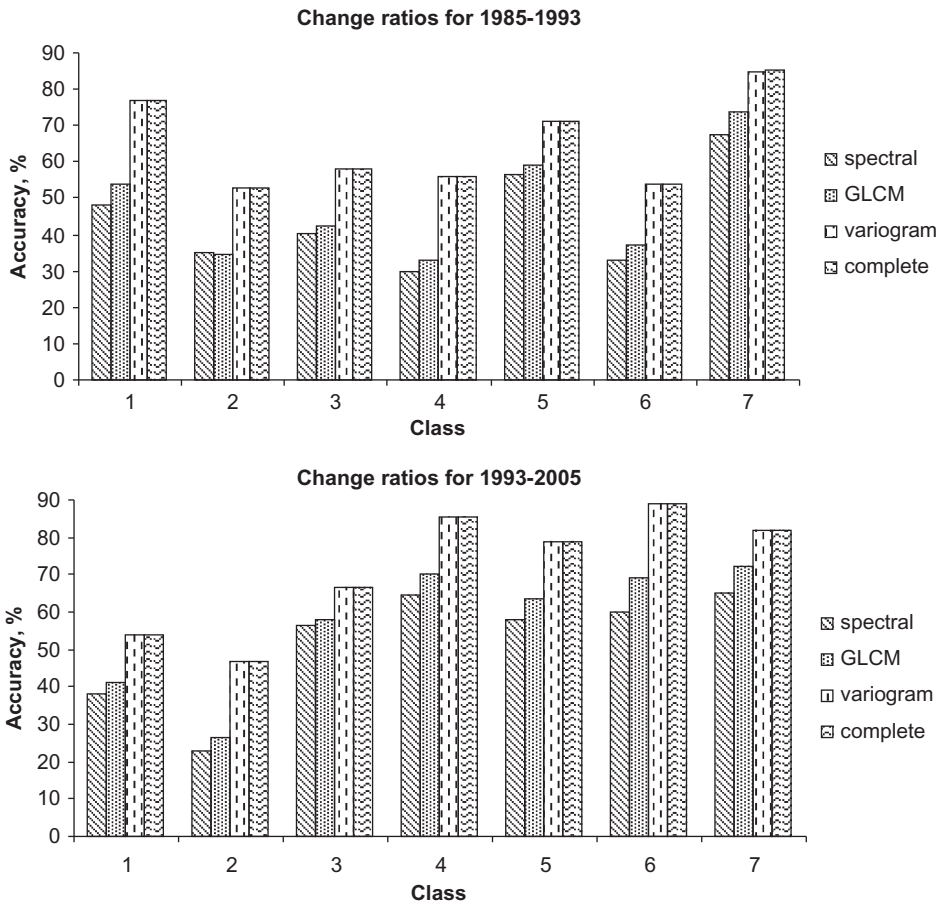 Change ratios for 1985-1993
90
80
70
60
50
40
30
20
10
0
Accuracy, %
1 2 3 4 5 6 7
Class
spectral
GLCM
variogram
complete
Change ratios for 1993-2005
90
80
70
60
50
40
30
20
10
0
Accuracy, %
1 2 3 4 5 6 7
Class
spectral
GLCM
variogram
complete